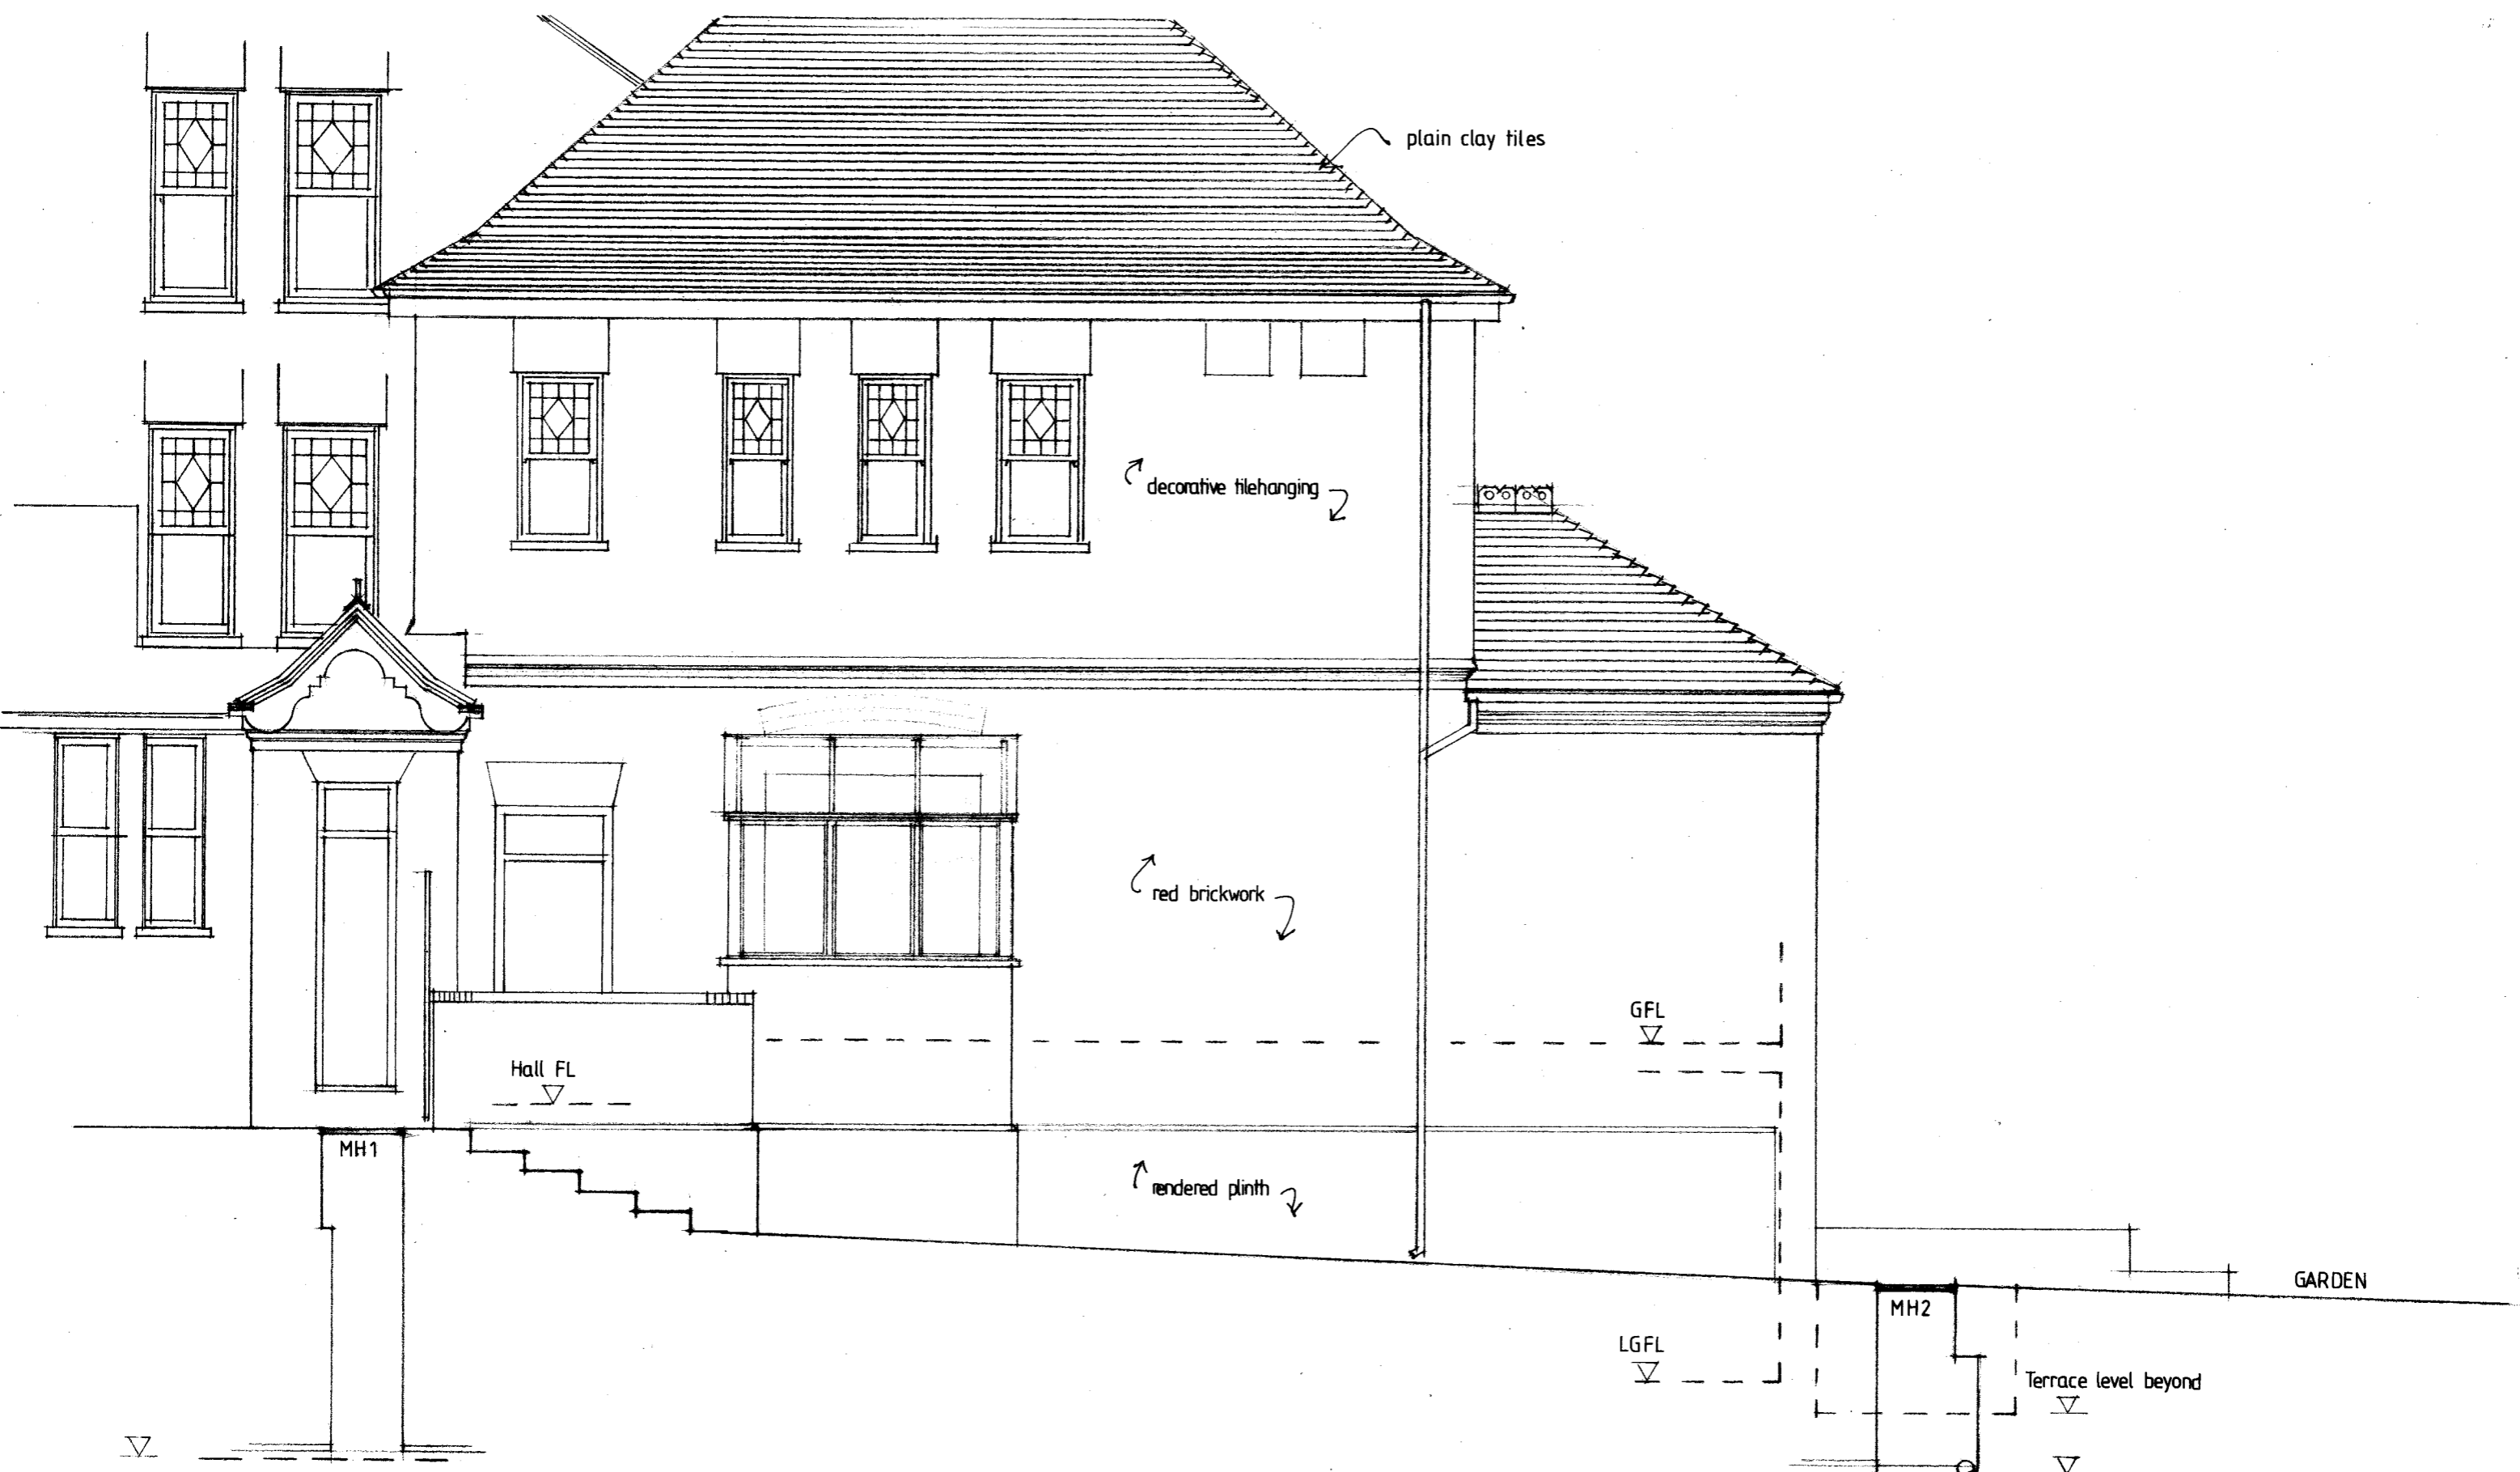 plain clay tiles
decorative tilehanging
red brickwork
GFL
Hall FL
MH1
rendered plinth
GARDEN
MH2
LGFL
Terrace level beyond